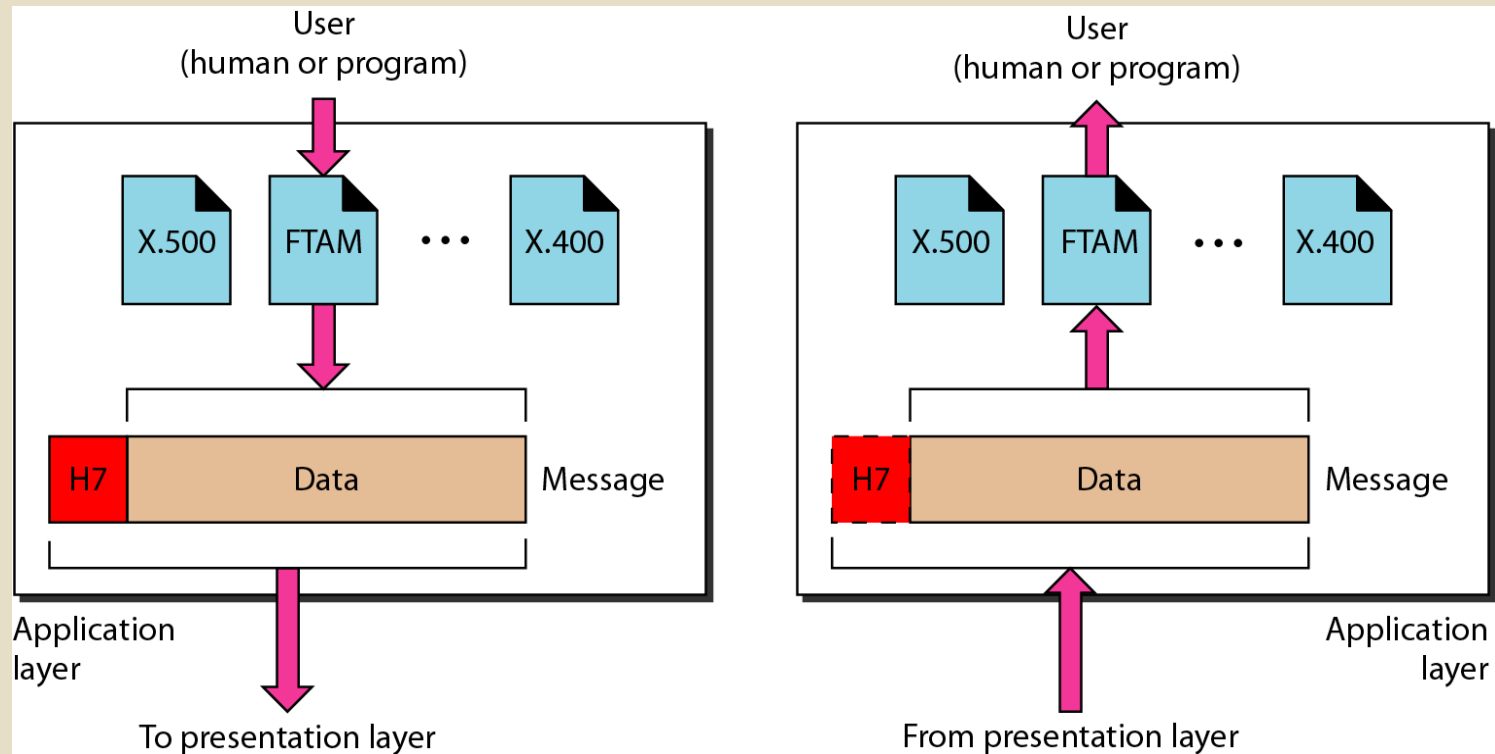 User
(human or program)
X.500
FTAM
...
X.400
H7
Data
Message
Application
layer
To presentation layer
User
(human or program)
X.500
FTAM
...
X.400
H7
Data
Message
Application
layer
From presentation layer